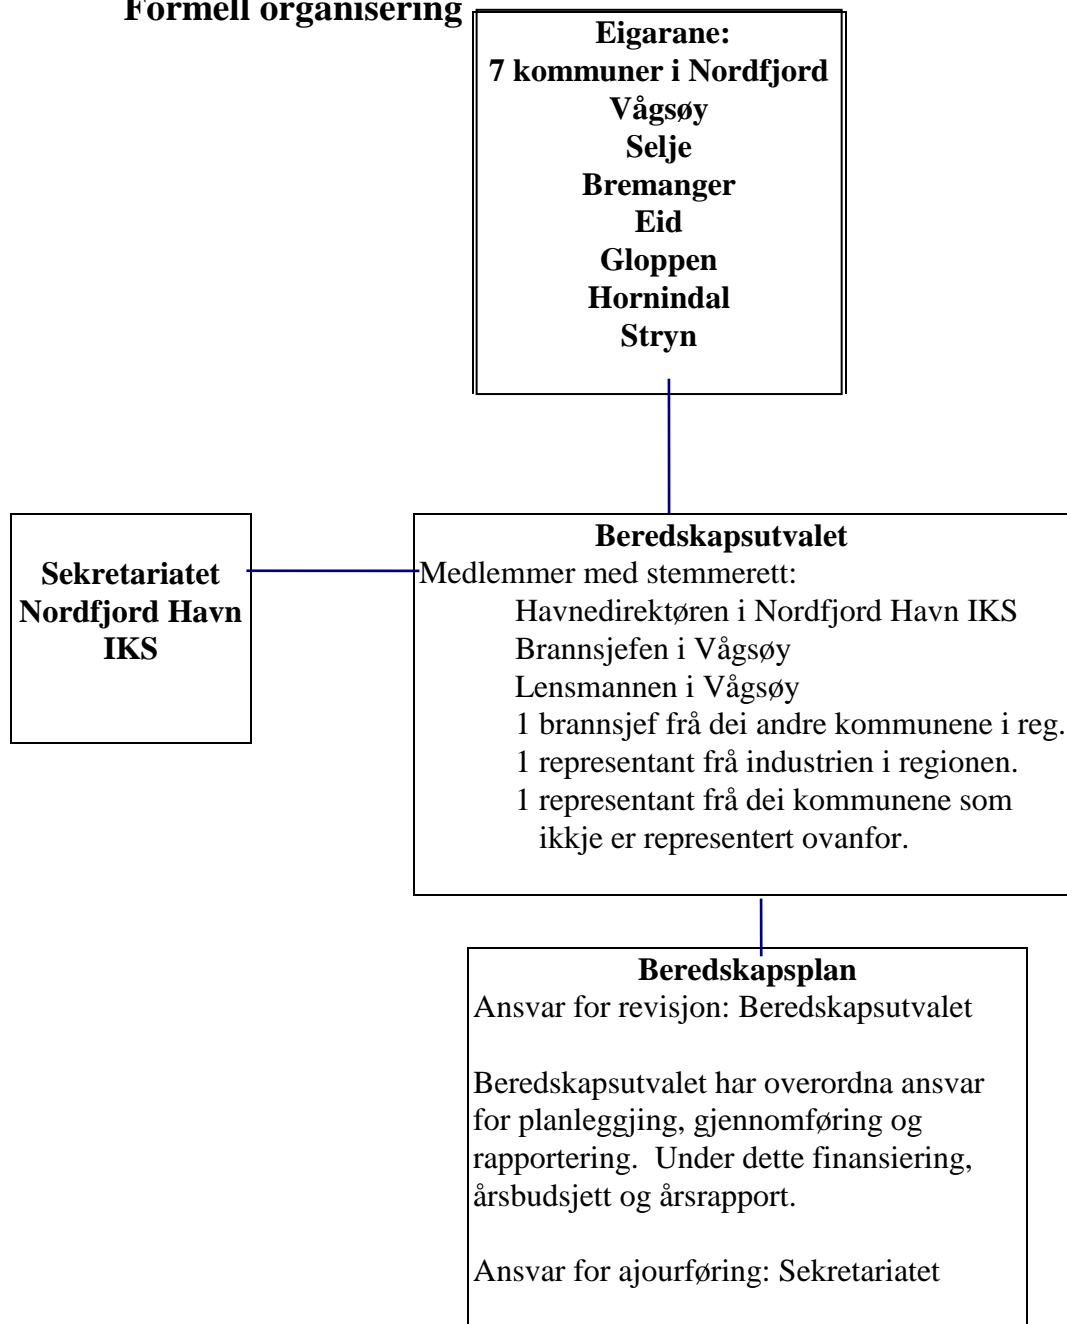 Formell organisering
Eigarane:
7 kommuner i Nordfjord
Vågsøy
Selje
Bremanger
Eid
Gloppen
Hornindal
Stryn
Sekretariatet
Nordfjord Havn
IKS
Beredskapsutvalet
Medlemmer med stemmerett:
Havnedirektøren i Nordfjord Havn IKS
Brannsjefen i Vågsøy
Lensmannen i Vågsøy
1 brannsjef frå dei andre kommunene i reg.
1 representant frå industrien i regionen.
1 representant frå dei kommunene som
ikkje er representert ovanfor.
Beredskapsplan
Ansvar for revisjon: Beredskapsutvalet
Beredskapsutvalet har overordna ansvar
for planleggjing, gjennomføring og
rapportering.  Under dette finansiering,
årsbudsjett og årsrapport.
Ansvar for ajourføring: Sekretariatet